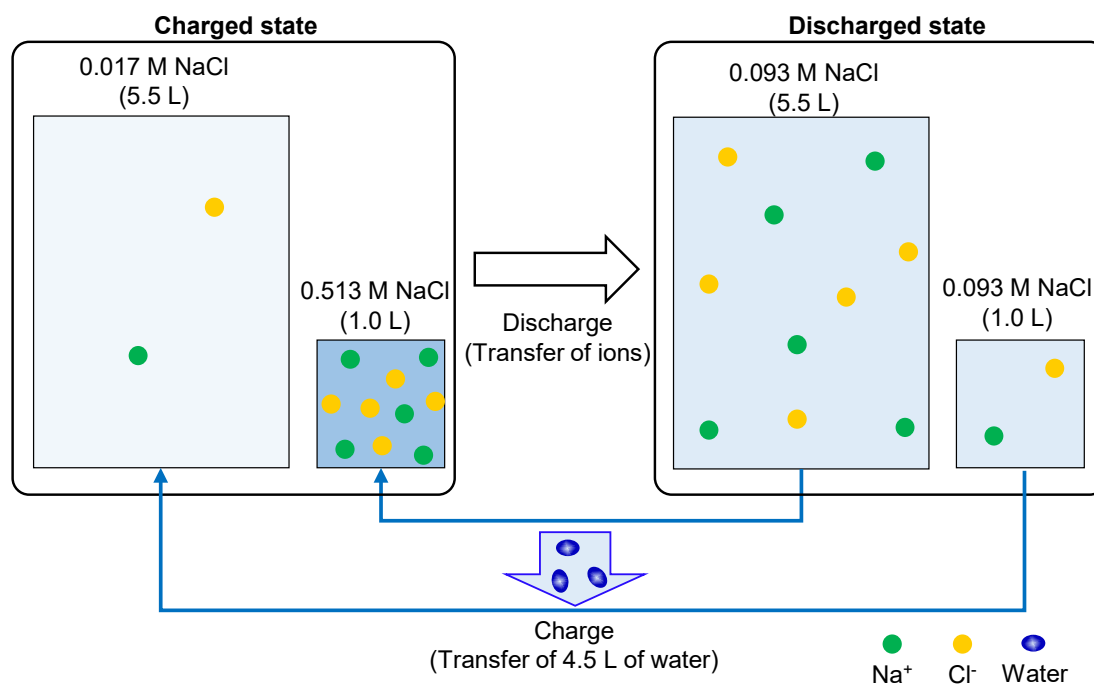 Charged state
0.017 M NaCl
(5.5 L)
0.513 M NaCl
(1.0 L)
Discharge
(Transfer of ions)
Discharged state
0.093 M NaCl
(5.5 L)
0.093 M NaCl
(1.0 L)
Charge
(Transfer of 4.5 L of water)
Na⁺ Cl⁻ Water